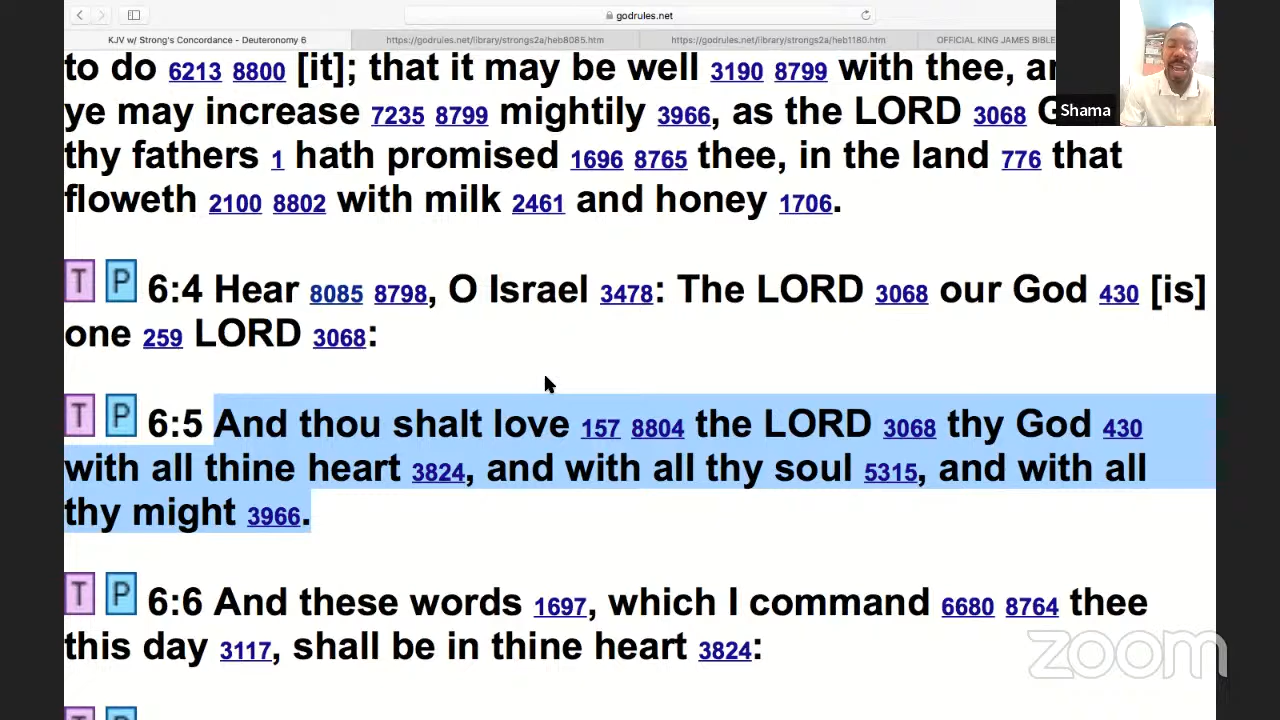 godrules.net
KJV w/ Strong's Concordance - Deuteronomy 6
https://godrules.net/library/strongs2a/heb8085.htm
https://godrules.net/library/strongs2a/heb1180.htm
OFFICIAL KING JAMES BIBLE
Shama
to do 6213 8800 [it]; that it may be well 3190 8799 with thee,
ye may increase 7235 8799 mightily 3966, as the LORD 3068
thy fathers 1 hath promised 1696 8765 thee, in the land 776 that
floweth 2100 8802 with milk 2461 and honey 1706.
T P 6:4 Hear 8085 8798, O Israel 3478: The LORD 3068 our God 430 [is]
one 259 LORD 3068:
T P 6:5 And thou shalt love 157 8804 the LORD 3068 thy God 430
with all thine heart 3824, and with all thy soul 5315, and with all
thy might 3966.
T P 6:6 And these words 1697, which I command 6680 8764 thee
this day 3117, shall be in thine heart 3824:
zoom